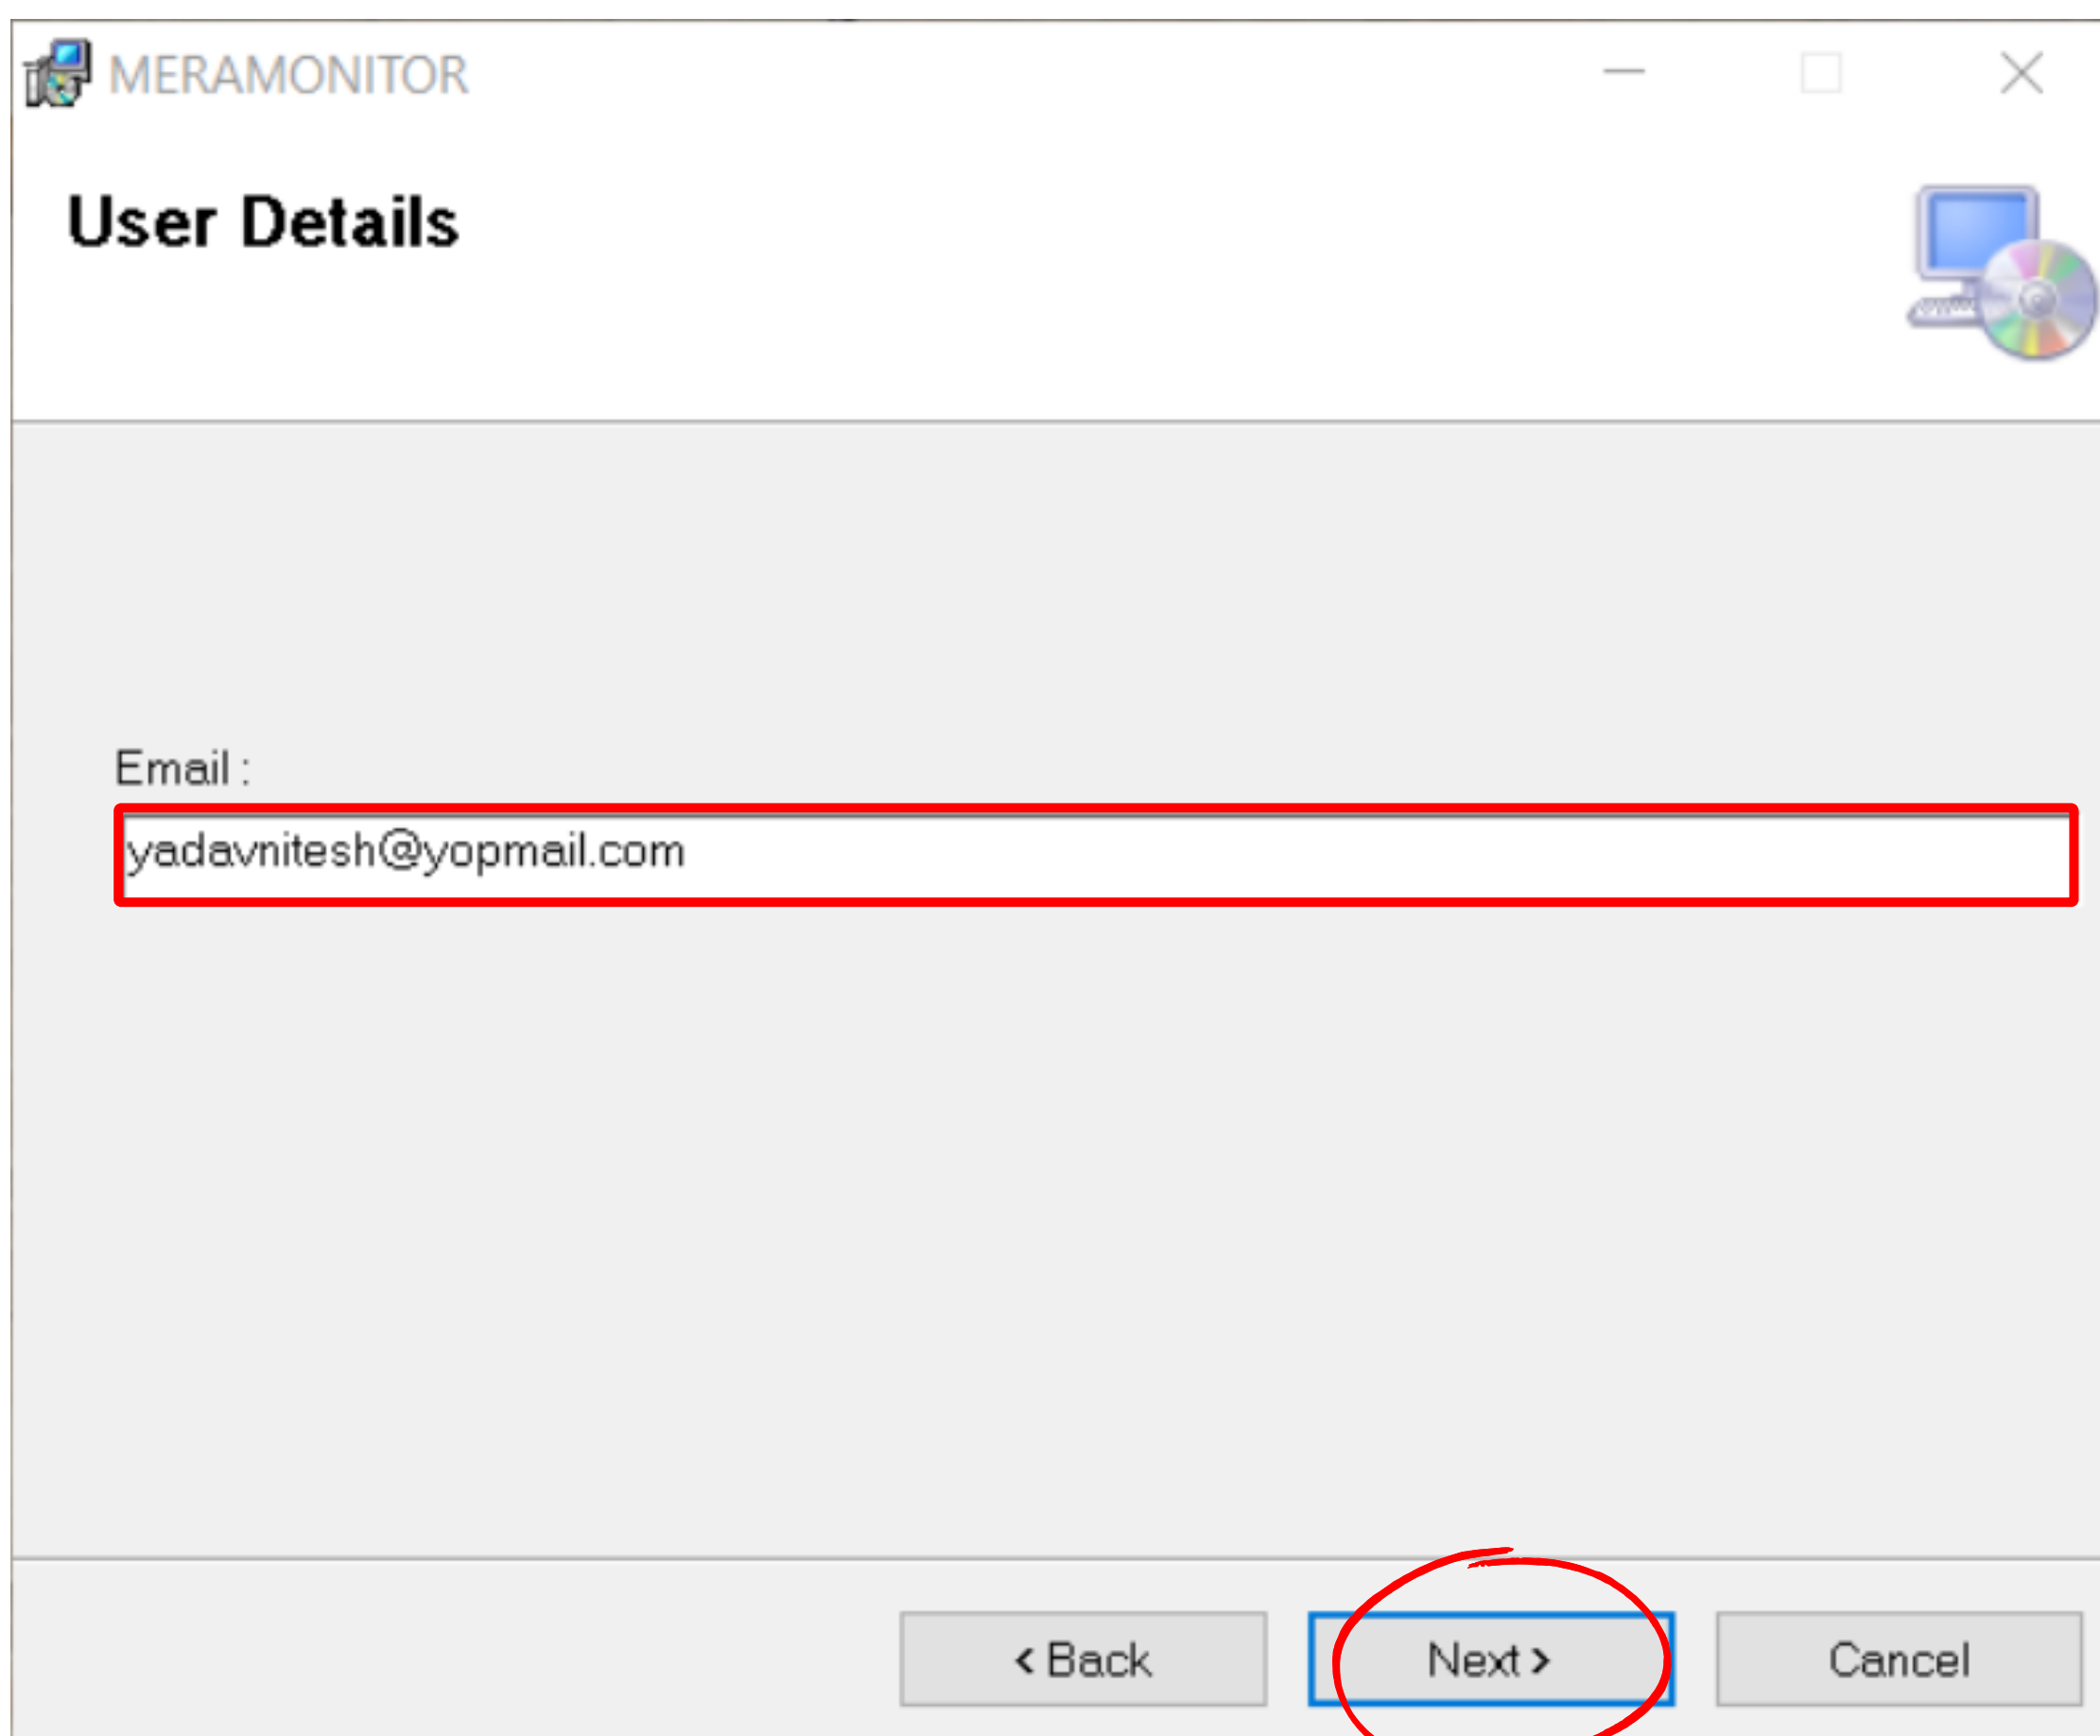 MERAMONITOR
User Details
Email :
yadavnitesh@yopmail.com
< Back
Next >
Cancel